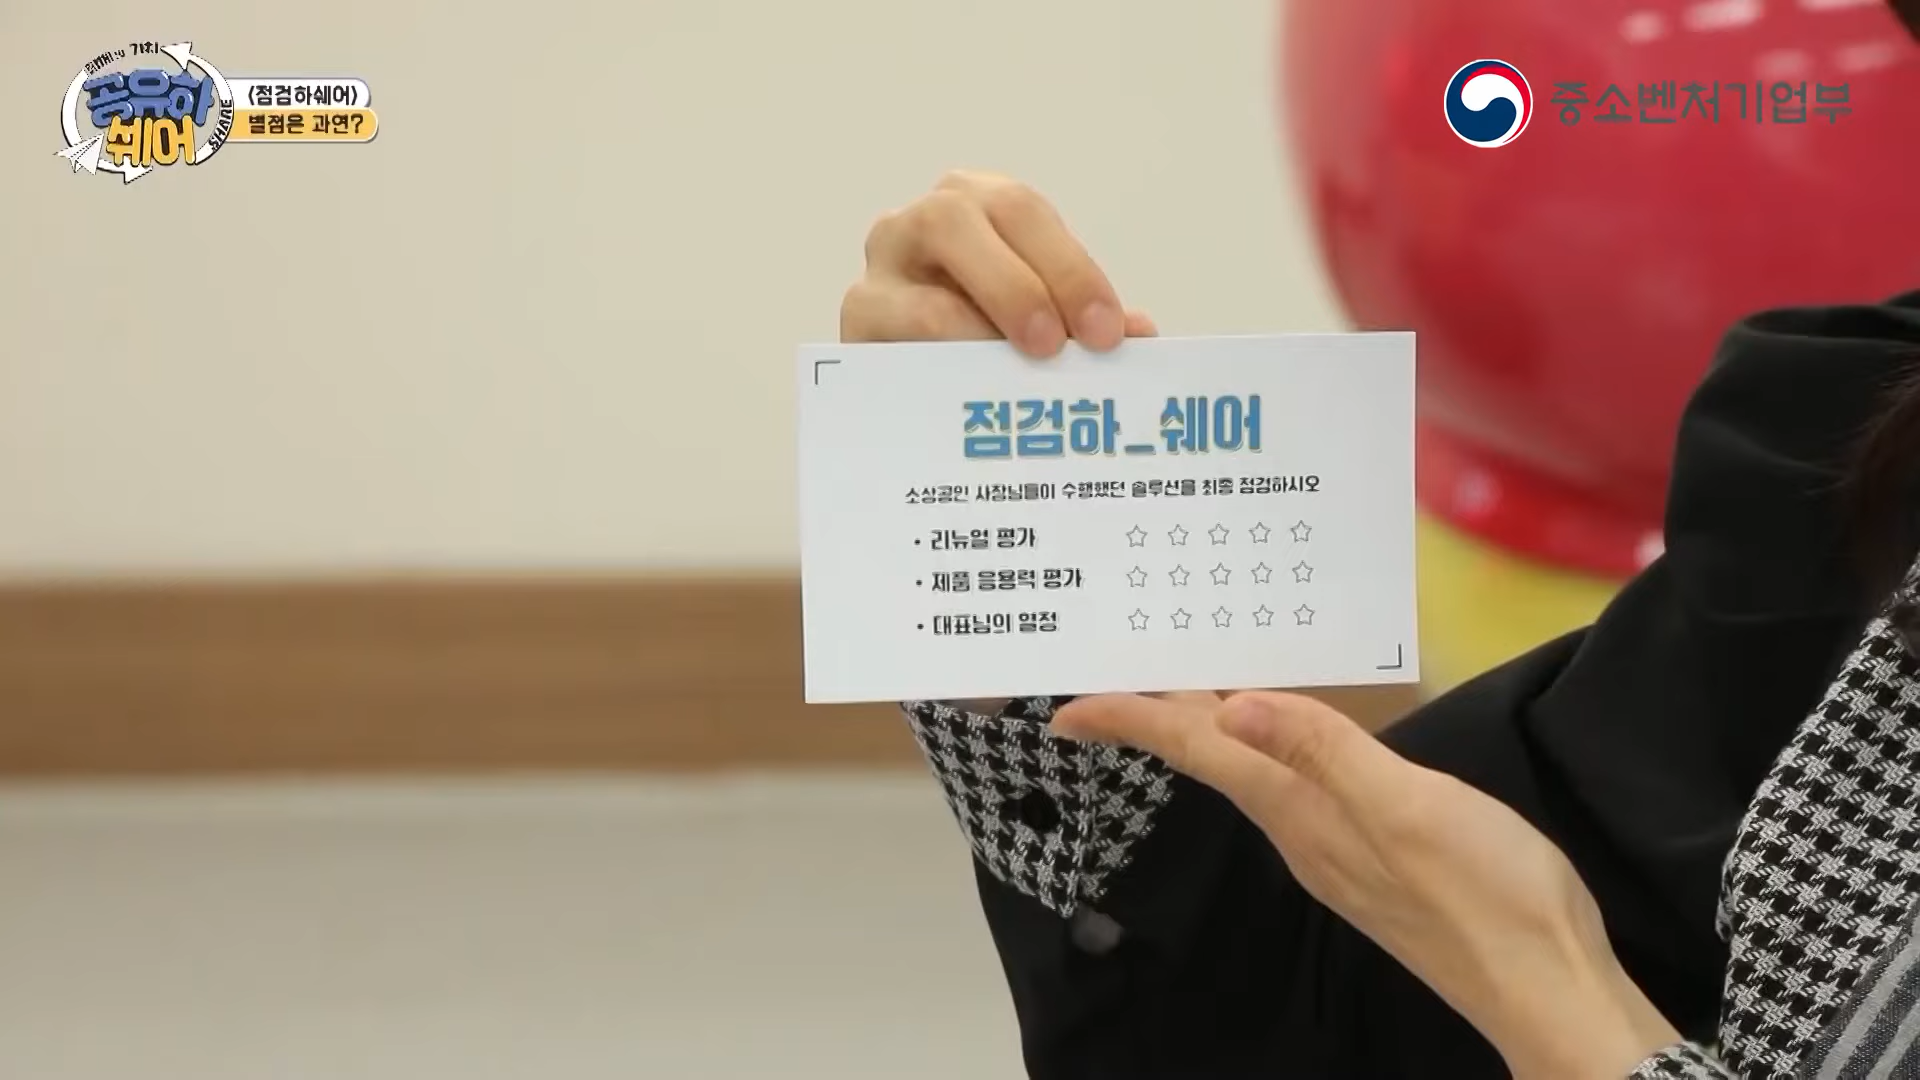 가치
공유하
쉐어
SHARE
〈점검하쉐어〉
별점은 과연?
중소벤처기업부
점검하_쉐어
소상공인 사장님들이 수행했던 솔루션을 최종 점검하시오
• 리뉴얼 평가 ☆ ☆ ☆ ☆ ☆
• 제품 응용력 평가 ☆ ☆ ☆ ☆ ☆
• 대표님의 열정 ☆ ☆ ☆ ☆ ☆